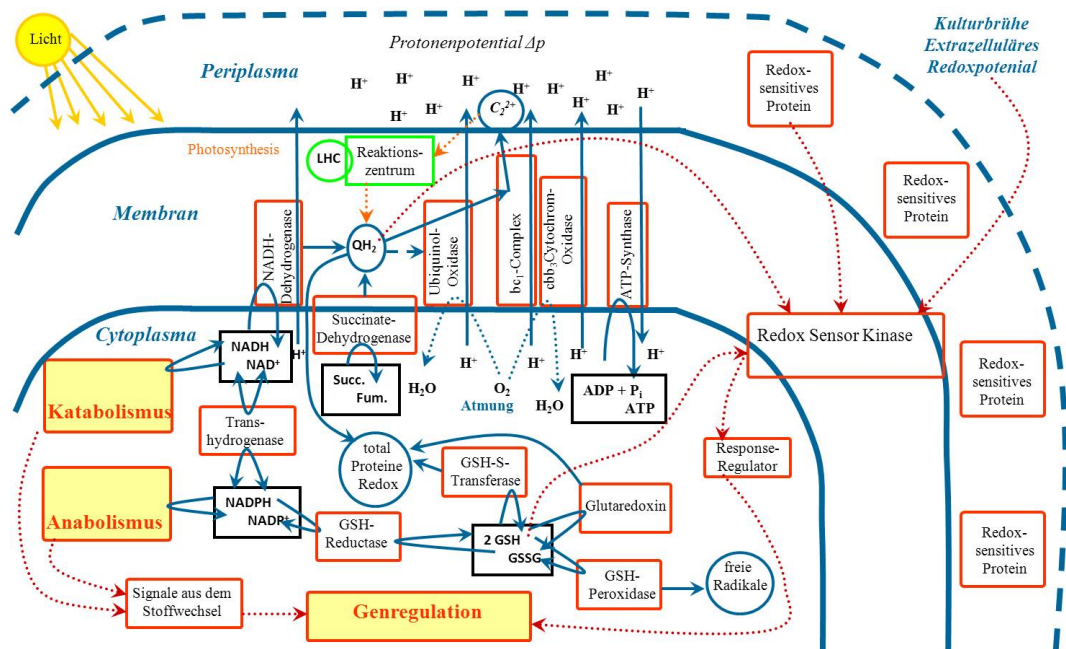 Licht
Protonenpotential Δp
Kulturbrühe
Extrazelluläres
Redoxpotenial
Periplasma
H⁺
H⁺
H⁺
H⁺
H⁺
H⁺
H⁺
H⁺
H⁺
H⁺
H⁺
H⁺
H⁺
C₂²⁺
Redox-
sensitives
Protein
Photosynthesis
LHC
Reaktions-
zentrum
Redox-
sensitives
Protein
Membran
NADH-
Dehydrogenase
QH₂
Ubiquinol-
Oxidase
bc₁-Complex
cbb₃Cytochrom-
Oxidase
ATP-Synthase
Cytoplasma
Succinate-
Dehydrogenase
Redox Sensor Kinase
NADH
NAD⁺
H⁺
H⁺
H⁺
H⁺
H⁺
Succ.
Fum.
H₂O
O₂
Atmung
H₂O
ADP + Pᵢ
ATP
Redox-
sensitives
Protein
Katabolismus
Trans-
hydrogenase
total
Proteine
Redox
GSH-S-
Transferase
Response-
Regulator
Anabolismus
NADPH
NADP⁺
GSH-
Reductase
2 GSH
GSSG
Glutaredoxin
Redox-
sensitives
Protein
GSH-
Peroxidase
freie
Radikale
Signale aus dem
Stoffwechsel
Genregulation